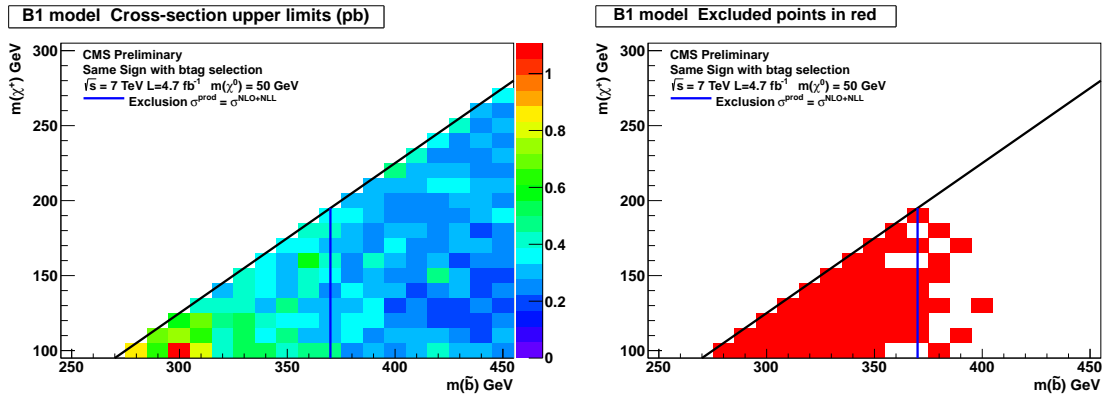 B1 model Cross-section upper limits (pb)
m(χ⁺) GeV
300
250
200
150
100
CMS Preliminary
Same Sign with btag selection
√s = 7 TeV L=4.7 fb⁻¹ m(χ⁰) = 50 GeV
Exclusion σᵖʳᵒᵈ = σᴺᴸᴼ⁺ᴺᴸᴸ
1
0.8
0.6
0.4
0.2
0
250 300 350 400 450
m(b̃) GeV
B1 model Excluded points in red
m(χ⁺) GeV
300
250
200
150
100
CMS Preliminary
Same Sign with btag selection
√s = 7 TeV L=4.7 fb⁻¹ m(χ⁰) = 50 GeV
Exclusion σᵖʳᵒᵈ = σᴺᴸᴼ⁺ᴺᴸᴸ
250 300 350 400 450
m(b̃) GeV